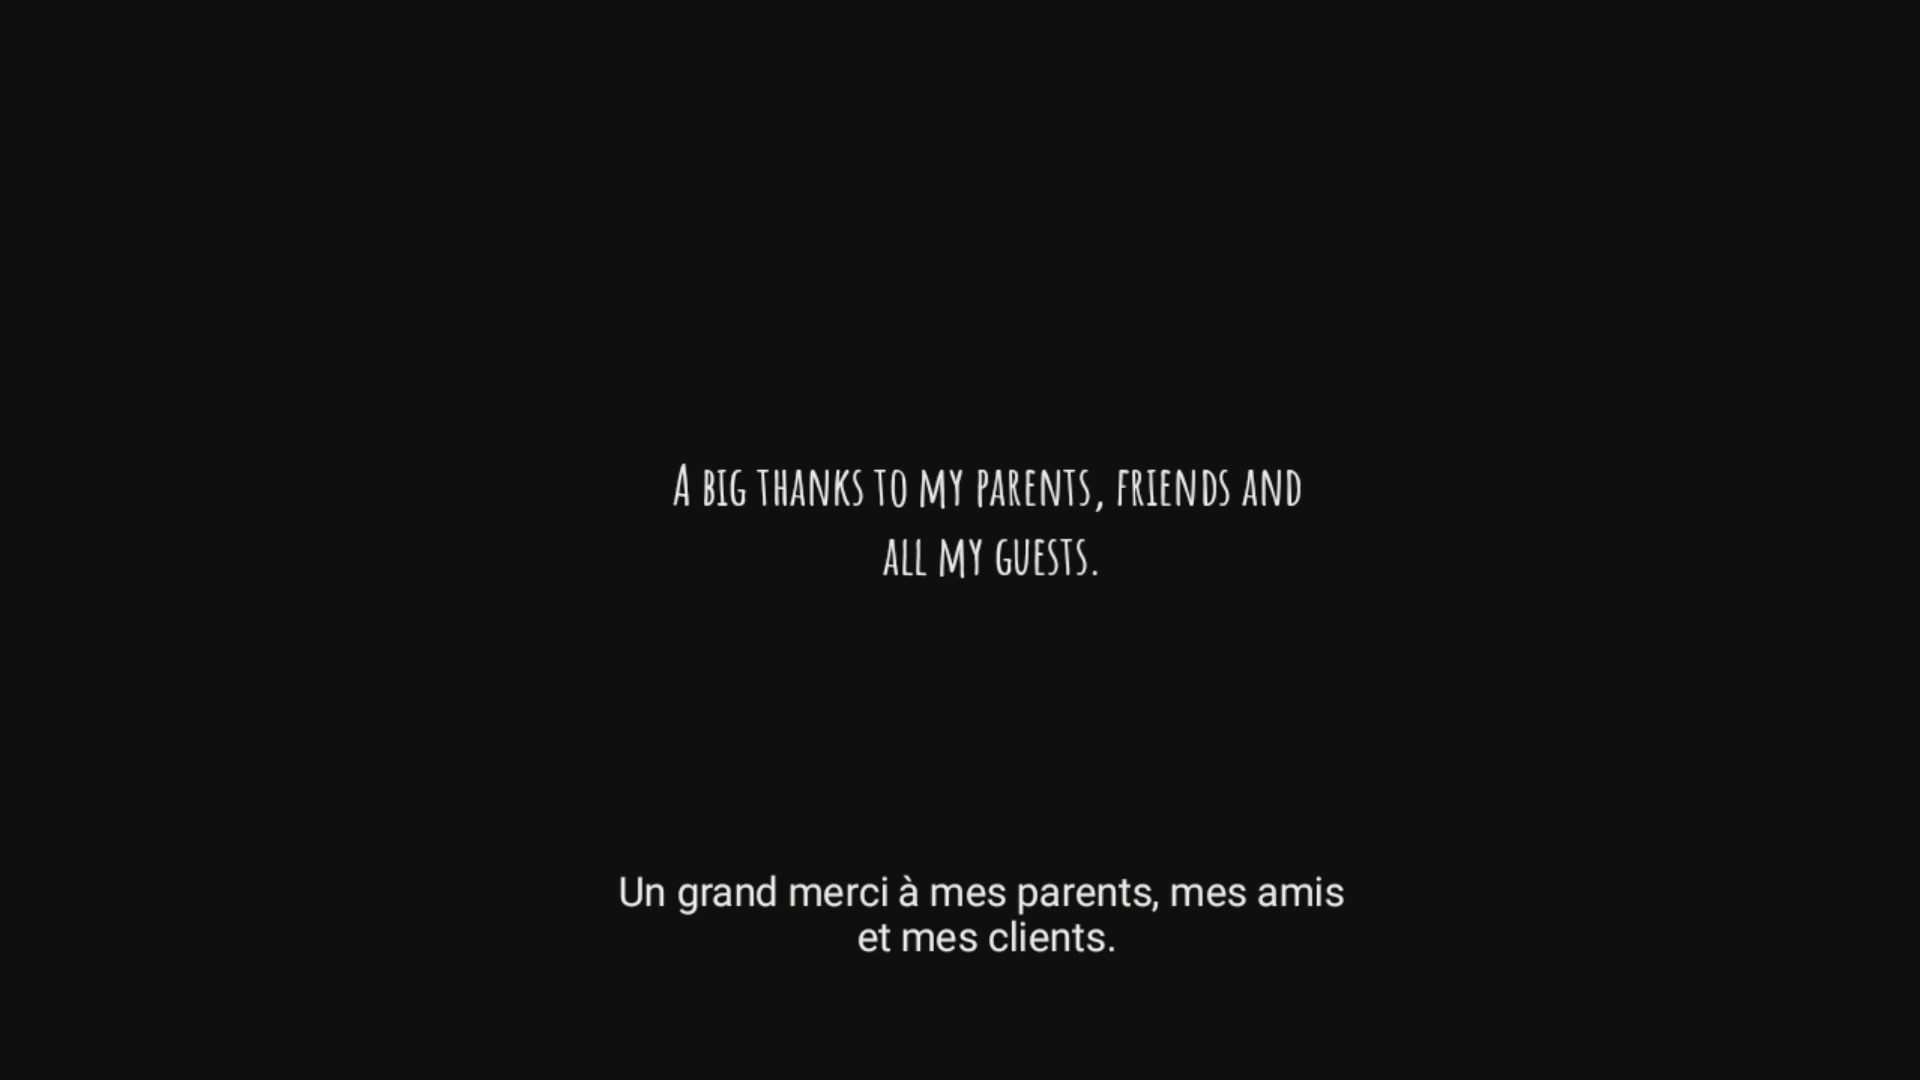 A BIG THANKS TO MY PARENTS, FRIENDS AND
ALL MY GUESTS.
Un grand merci à mes parents, mes amis
et mes clients.